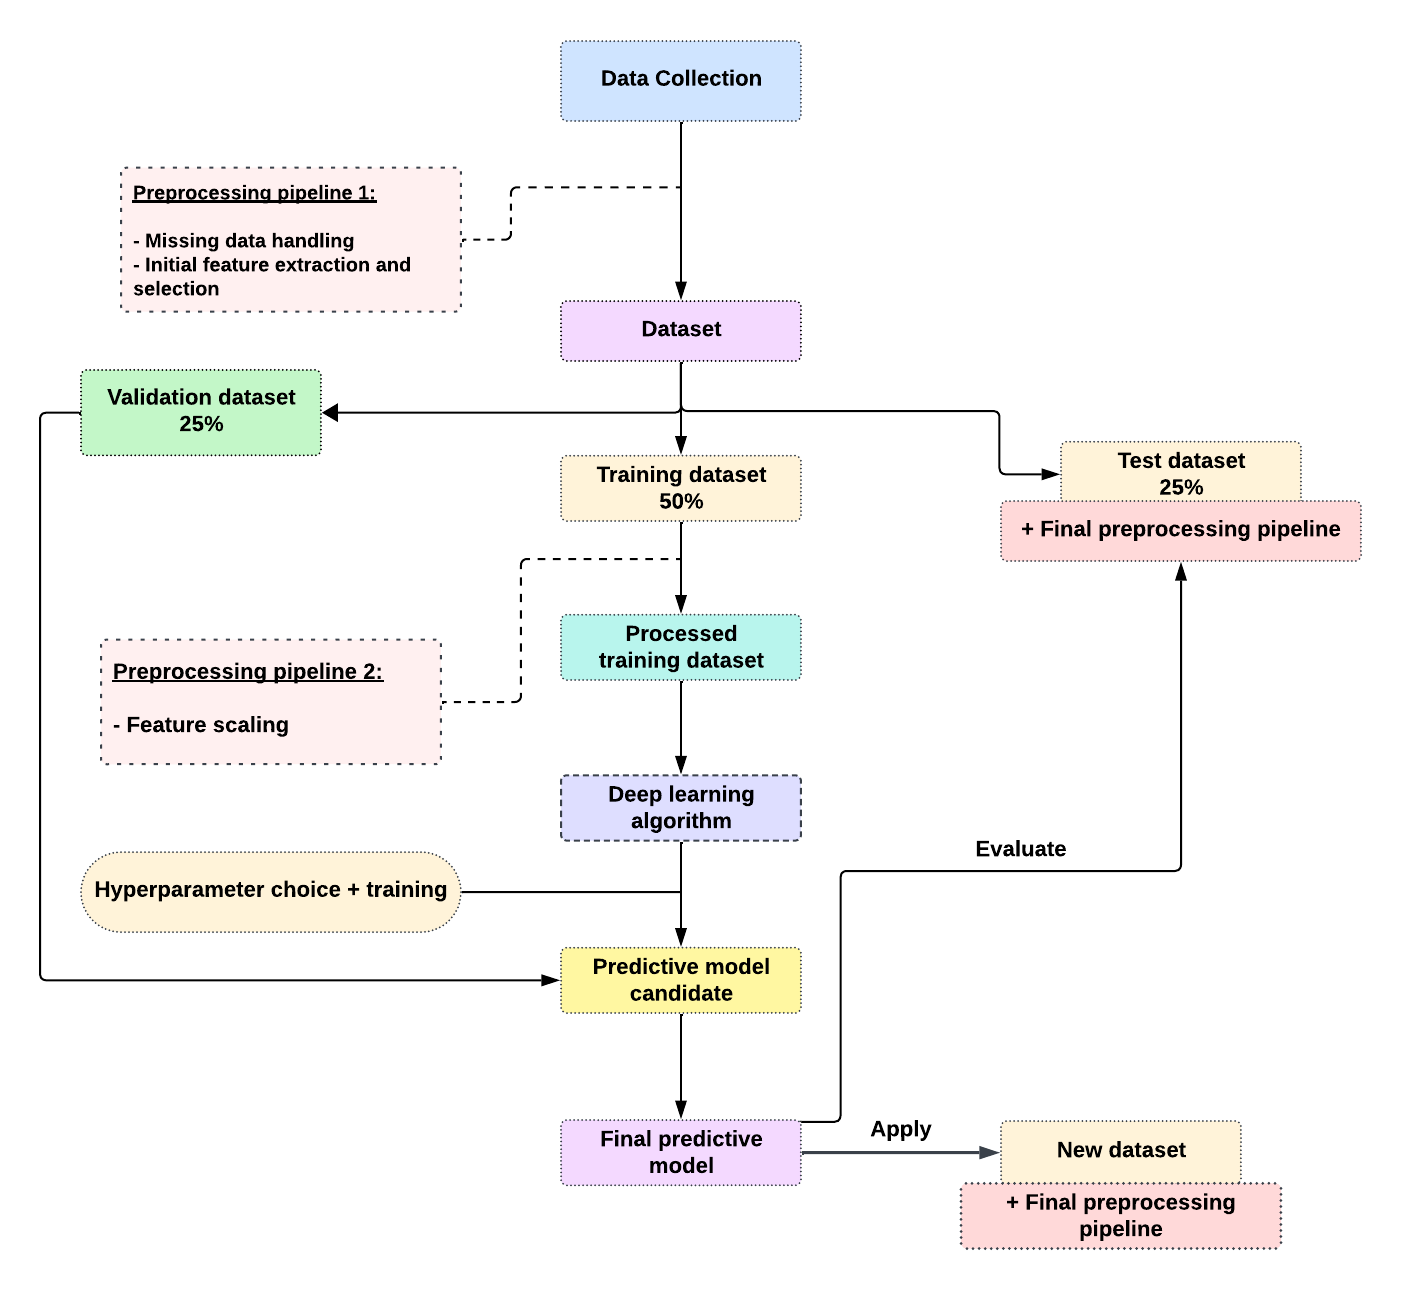 Data Collection
Preprocessing pipeline 1:
- Missing data handling
- Initial feature extraction and
selection
Dataset
Validation dataset
25%
Training dataset
50%
Test dataset
25%
+ Final preprocessing pipeline
Processed
training dataset
Preprocessing pipeline 2:
- Feature scaling
Deep learning
algorithm
Evaluate
Hyperparameter choice + training
Predictive model
candidate
Final predictive
model
Apply
New dataset
+ Final preprocessing
pipeline